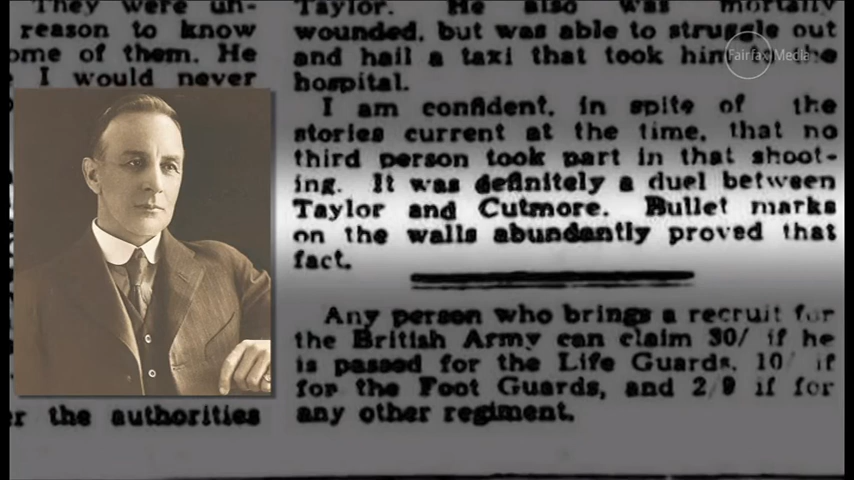 They were un-
reason to know
ome of them. He
I would never
r the authorities
Taylor. He also was mortally
wounded, but was able to struggle out
and hail a taxi that took him
hospital.
I am confident, in spite of the
stories current at the time, that no
third person took part in that shoot-
ing. It was definitely a duel between
Taylor and Cutmore. Bullet marks
on the walls abundantly proved that
fact.
Any person who brings a recruit for
the British Army can claim 30/ if he
is passed for the Life Guards, 10/ if
for the Foot Guards, and 2/9 if for
any other regiment.
Fairfax Media